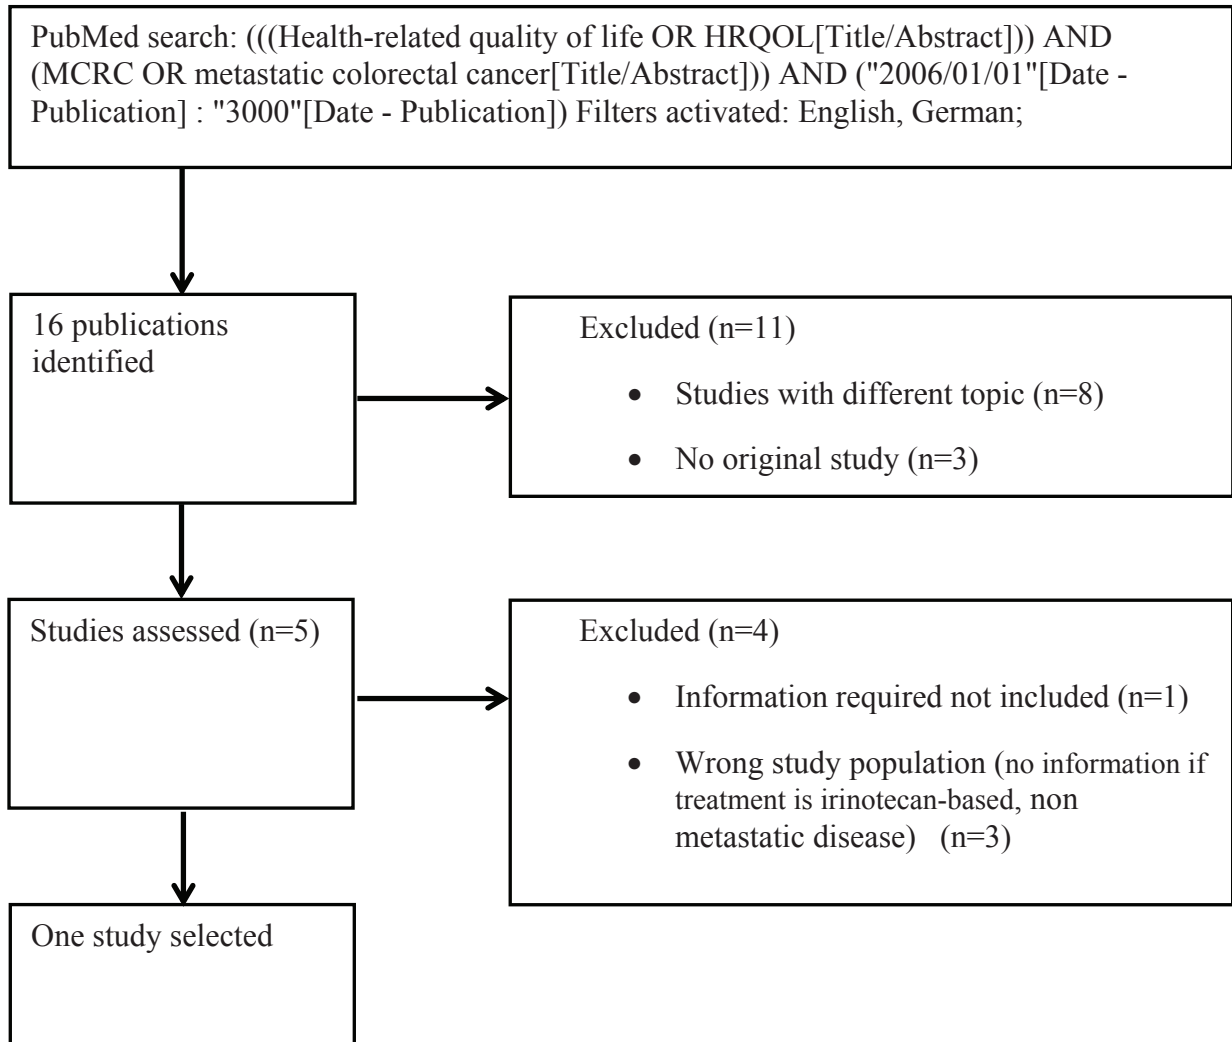 PubMed search: (((Health-related quality of life OR HRQOL[Title/Abstract])) AND
(MCRC OR metastatic colorectal cancer[Title/Abstract])) AND ("2006/01/01"[Date -
Publication] : "3000"[Date - Publication]) Filters activated: English, German;
16 publications
identified
Excluded (n=11)
• Studies with different topic (n=8)
• No original study (n=3)
Studies assessed (n=5)
Excluded (n=4)
• Information required not included (n=1)
• Wrong study population (no information if
treatment is irinotecan-based, non
metastatic disease) (n=3)
One study selected